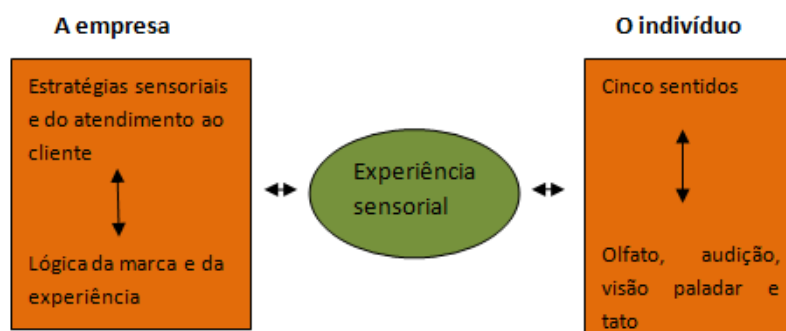 A empresa
O indivíduo
Estratégias sensoriais
e do atendimento ao
cliente
Lógica da marca e da
experiência
Experiência
sensorial
Cinco sentidos
Olfato, audição,
visão paladar e
tato